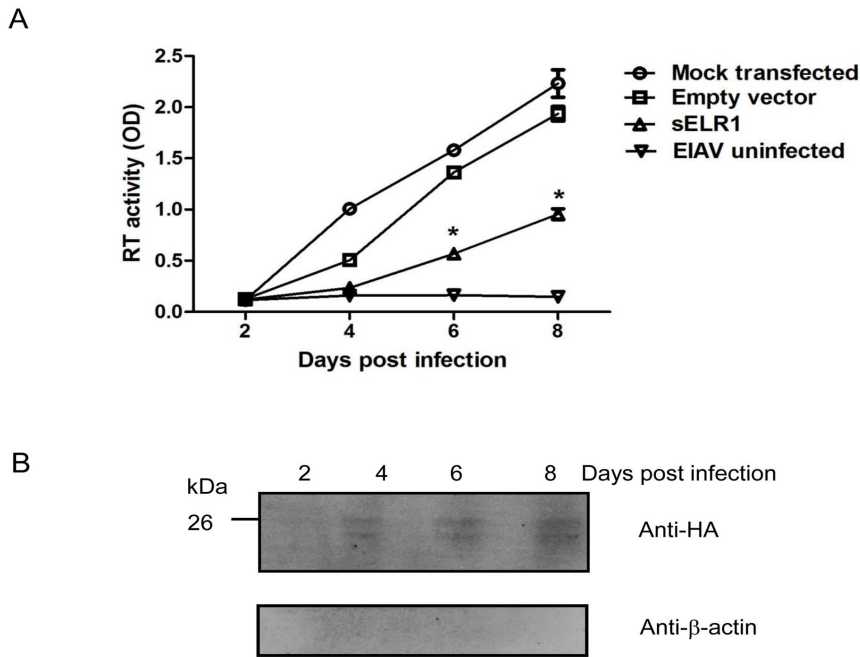 A
2.5
2.0
1.5
1.0
0.5
0.0
RT activity (OD)
2 4 6 8
Days post infection
Mock transfected
Empty vector
sELR1
EIAV uninfected
*
*
B
2 4 6 8 Days post infection
kDa
26
Anti-HA
Anti-β-actin